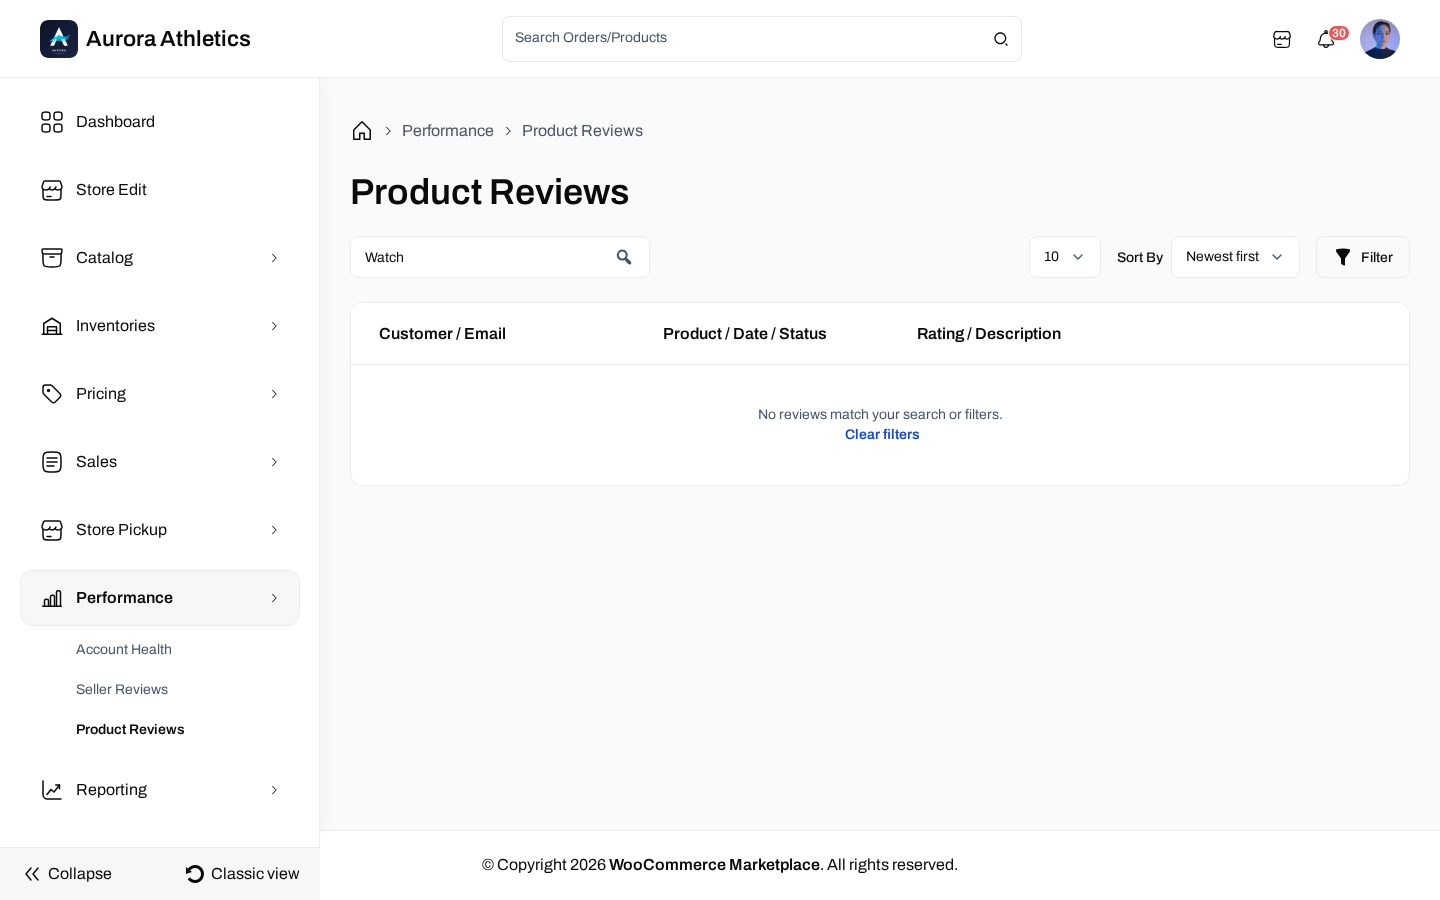 Aurora Athletics
Search Orders/Products
30
Dashboard
Store Edit
Catalog
Inventories
Pricing
Sales
Store Pickup
Performance
Account Health
Seller Reviews
Product Reviews
Reporting
Collapse
Classic view
Performance
Product Reviews
Product Reviews
Watch
10
Sort By
Newest first
Filter
Customer / Email
Product / Date / Status
Rating / Description
No reviews match your search or filters.
Clear filters
© Copyright 2026 WooCommerce Marketplace. All rights reserved.